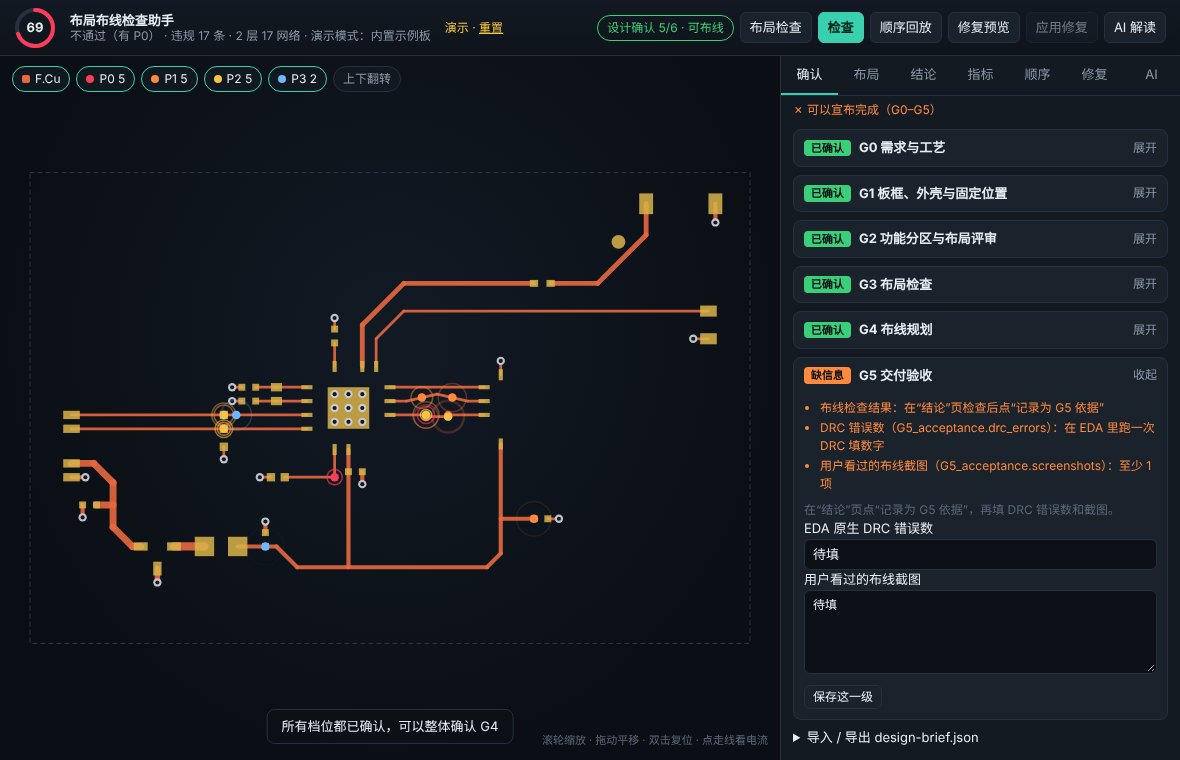 69
布局布线检查助手
不通过（有 P0） · 违规 17 条 · 2 层 17 网络 · 演示模式：内置示例板
演示 · 重置
设计确认 5/6 · 可布线
布局检查
检查
顺序回放
修复预览
应用修复
AI 解读
F.Cu
P0 5
P1 5
P2 5
P3 2
上下翻转
确认
布局
结论
指标
顺序
修复
AI
× 可以宣布完成（G0–G5）
已确认 G0 需求与工艺 展开
已确认 G1 板框、外壳与固定位置 展开
已确认 G2 功能分区与布局评审 展开
已确认 G3 布局检查 展开
已确认 G4 布线规划 展开
缺信息 G5 交付验收 收起
• 布线检查结果：在“结论”页检查后点“记录为 G5 依据”
• DRC 错误数（G5_acceptance.drc_errors）：在 EDA 里跑一次
DRC 填数字
• 用户看过的布线截图（G5_acceptance.screenshots）：至少 1
项
在“结论”页点“记录为 G5 依据”，再填 DRC 错误数和截图。
EDA 原生 DRC 错误数
待填
用户看过的布线截图
待填
保存这一级
▶ 导入 / 导出 design-brief.json
所有档位都已确认，可以整体确认 G4
滚轮缩放 · 拖动平移 · 双击复位 · 点走线看电流